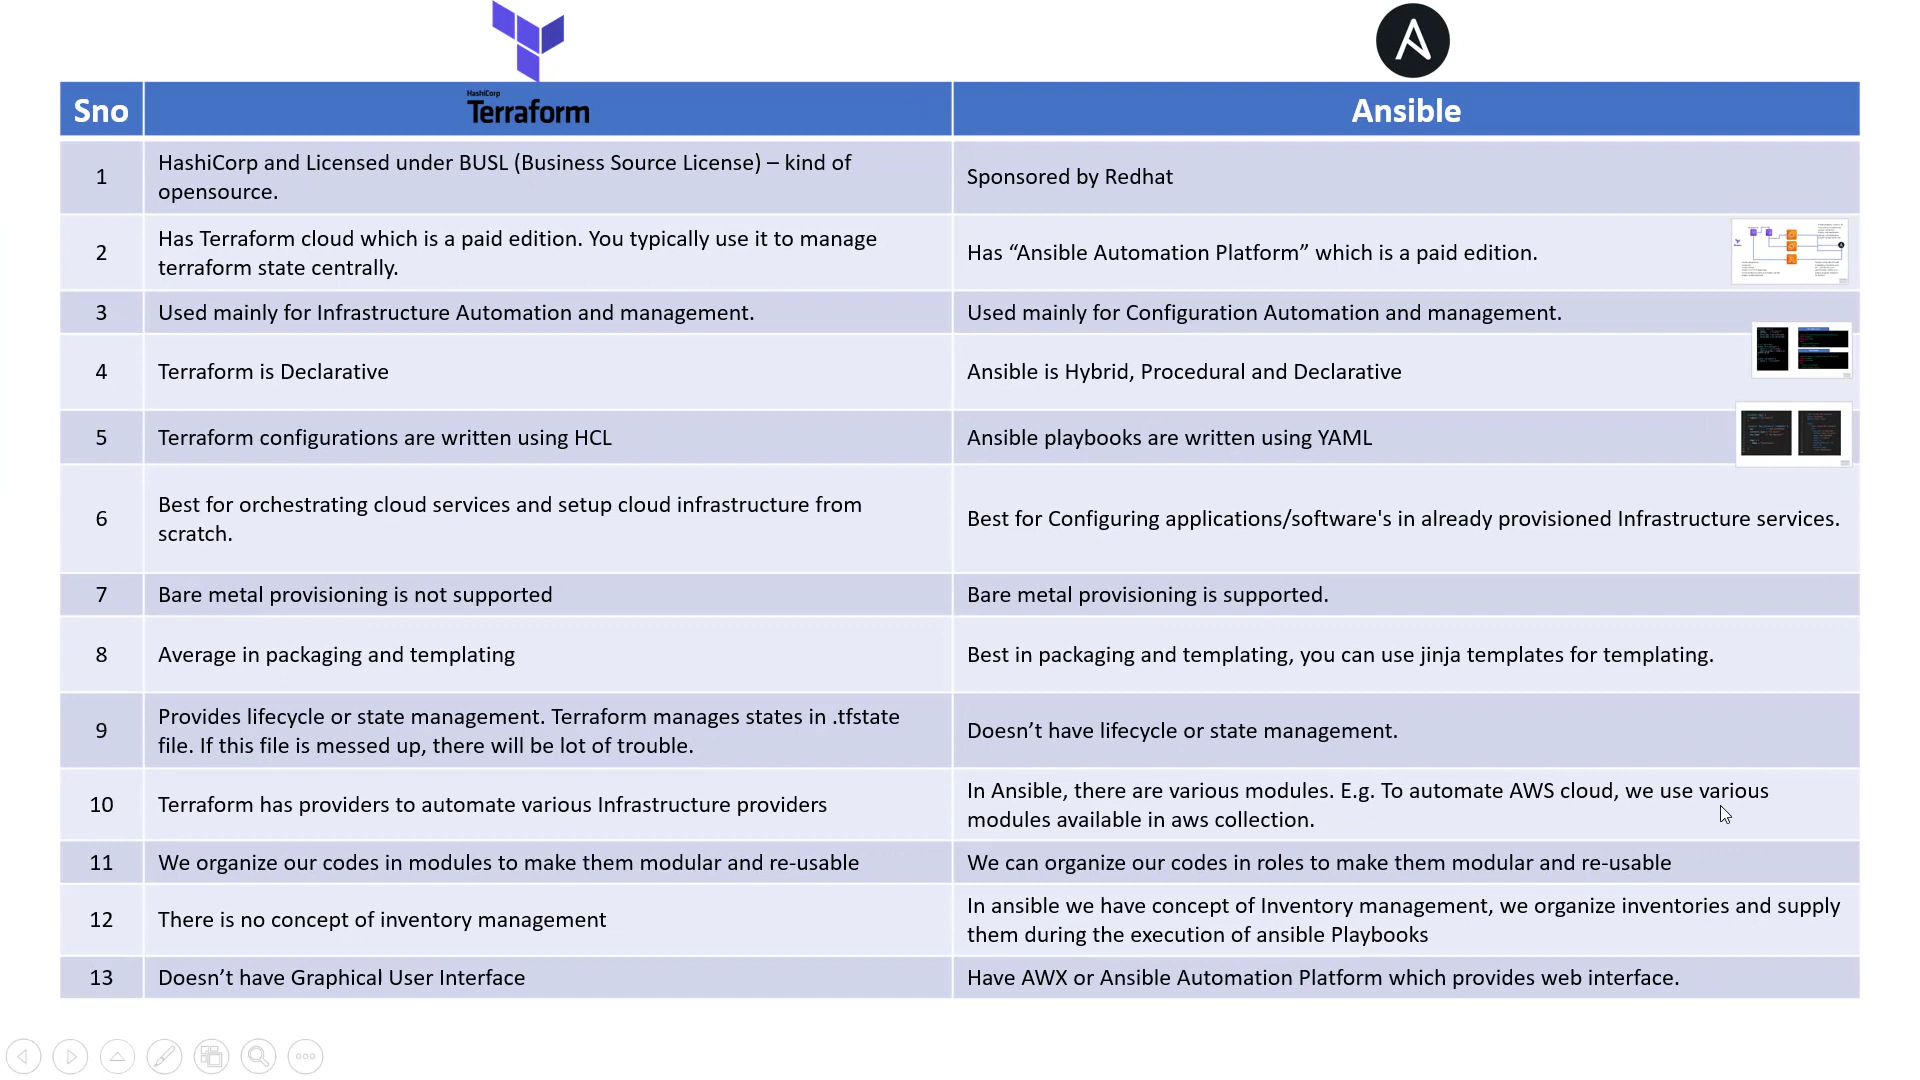 HashiCorp
Sno Terraform Ansible
1
HashiCorp and Licensed under BUSL (Business Source License) – kind of
opensource.
Sponsored by Redhat
2
Has Terraform cloud which is a paid edition. You typically use it to manage
terraform state centrally.
Has “Ansible Automation Platform” which is a paid edition.
3
Used mainly for Infrastructure Automation and management.
Used mainly for Configuration Automation and management.
4
Terraform is Declarative
Ansible is Hybrid, Procedural and Declarative
5
Terraform configurations are written using HCL
Ansible playbooks are written using YAML
6
Best for orchestrating cloud services and setup cloud infrastructure from
scratch.
Best for Configuring applications/software's in already provisioned Infrastructure services.
7
Bare metal provisioning is not supported
Bare metal provisioning is supported.
8
Average in packaging and templating
Best in packaging and templating, you can use jinja templates for templating.
9
Provides lifecycle or state management. Terraform manages states in .tfstate
file. If this file is messed up, there will be lot of trouble.
Doesn’t have lifecycle or state management.
10
Terraform has providers to automate various Infrastructure providers
In Ansible, there are various modules. E.g. To automate AWS cloud, we use various
modules available in aws collection.
11
We organize our codes in modules to make them modular and re-usable
We can organize our codes in roles to make them modular and re-usable
12
There is no concept of inventory management
In ansible we have concept of Inventory management, we organize inventories and supply
them during the execution of ansible Playbooks
13
Doesn’t have Graphical User Interface
Have AWX or Ansible Automation Platform which provides web interface.